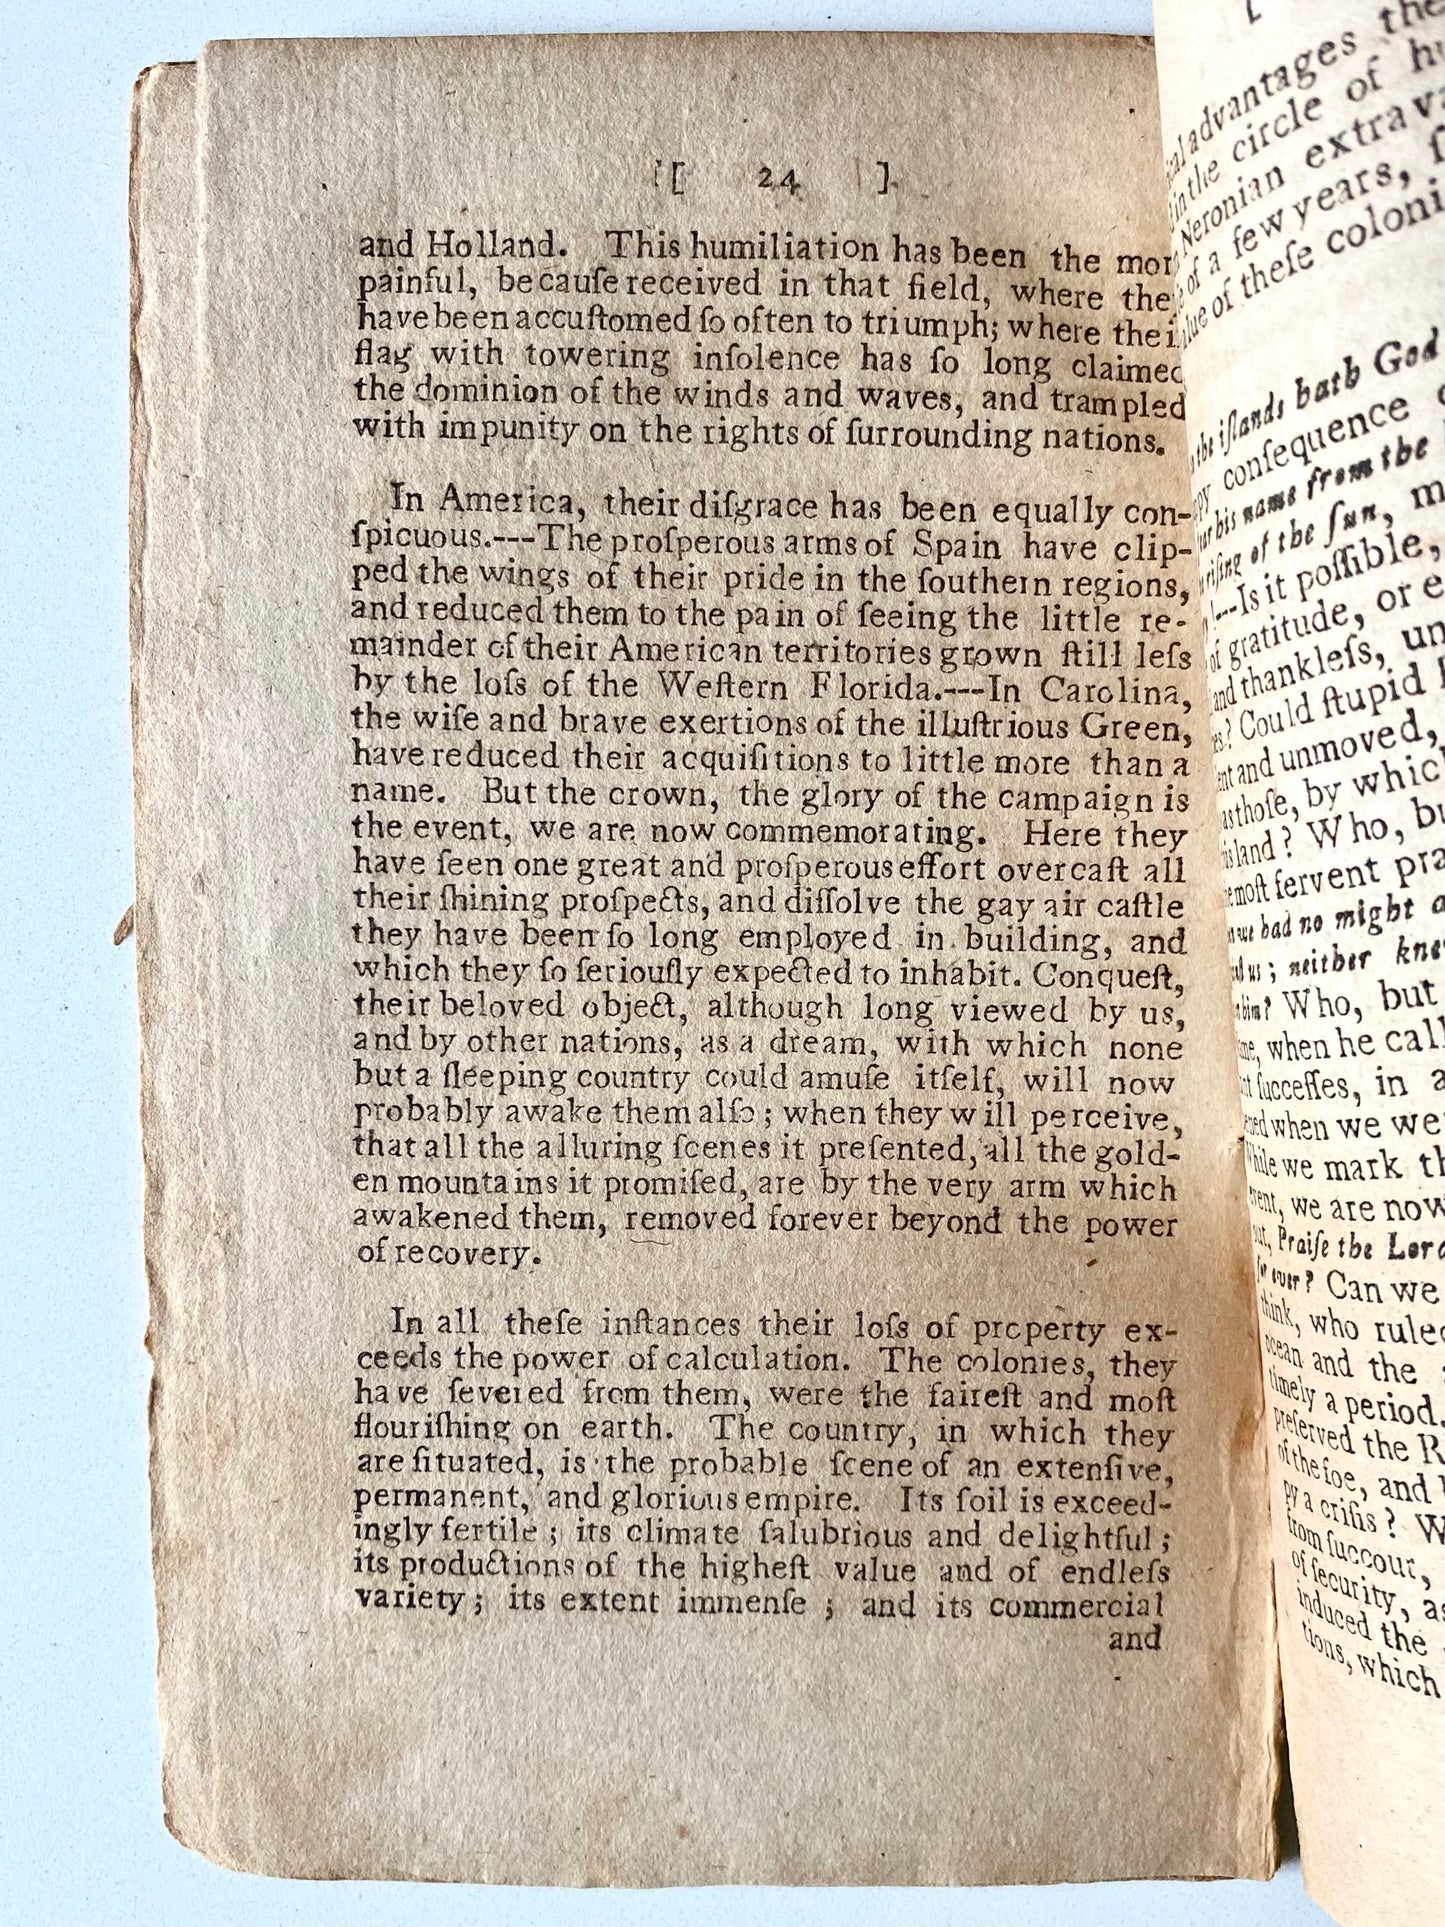 [ 24 ]
and Holland. This humiliation has been the mor
painful, becauſe received in that field, where the
have been accuſtomed ſo often to triumph; where thei
flag with towering inſolence has ſo long claimed
the dominion of the winds and waves, and trampled
with impunity on the rights of ſurrounding nations.
In America, their diſgrace has been equally con-
ſpicuous.---The proſperous arms of Spain have clip-
ped the wings of their pride in the ſouthern regions,
and reduced them to the pain of ſeeing the little re-
mainder of their American territories grown ſtill leſs
by the loſs of the Weſtern Florida.---In Carolina,
the wiſe and brave exertions of the illuſtrious Green,
have reduced their acquiſitions to little more than a
name. But the crown, the glory of the campaign is
the event, we are now commemorating. Here they
have ſeen one great and proſperous effort overcaſt all
their ſhining proſpects, and diſſolve the gay air caſtle
they have been ſo long employed in building, and
which they ſo ſeriouſly expected to inhabit. Conqueſt,
their beloved object, although long viewed by us,
and by other nations, as a dream, with which none
but a ſleeping country could amuſe itſelf, will now
probably awake them alſo; when they will perceive,
that all the alluring ſcenes it preſented, all the gold-
en mountains it promiſed, are by the very arm which
awakened them, removed forever beyond the power
of recovery.
In all theſe inſtances their loſs of property ex-
ceeds the power of calculation. The colonies, they
have ſevered from them, were the faireſt and moſt
flouriſhing on earth. The country, in which they
are ſituated, is the probable ſcene of an extenſive,
permanent, and glorious empire. Its ſoil is exceed-
ingly fertile; its climate ſalubrious and delightful;
its productions of the higheſt value and of endleſs
variety; its extent immenſe; and its commercial
and
advantages the
in the circle of
Neronian
of a few years,
of theſe
the iſlands hath God
conſequence
his name from the
riſing of the ſun,
---Is it poſſible,
of gratitude, or
and thankleſs,
? Could ſtupid
and unmoved,
as thoſe, by
land? Who,
moſt fervent
we had no might
us; neither
him? Who, but
when he
ſucceſſes, in
when we
While we mark
event, we are now
Praiſe the
for ever? Can we
think, who
ocean and the
timely a period,
preſerved the
of the foe, and
py a criſis?
from ſuccour,
of ſecurity,
induced the
tions, which